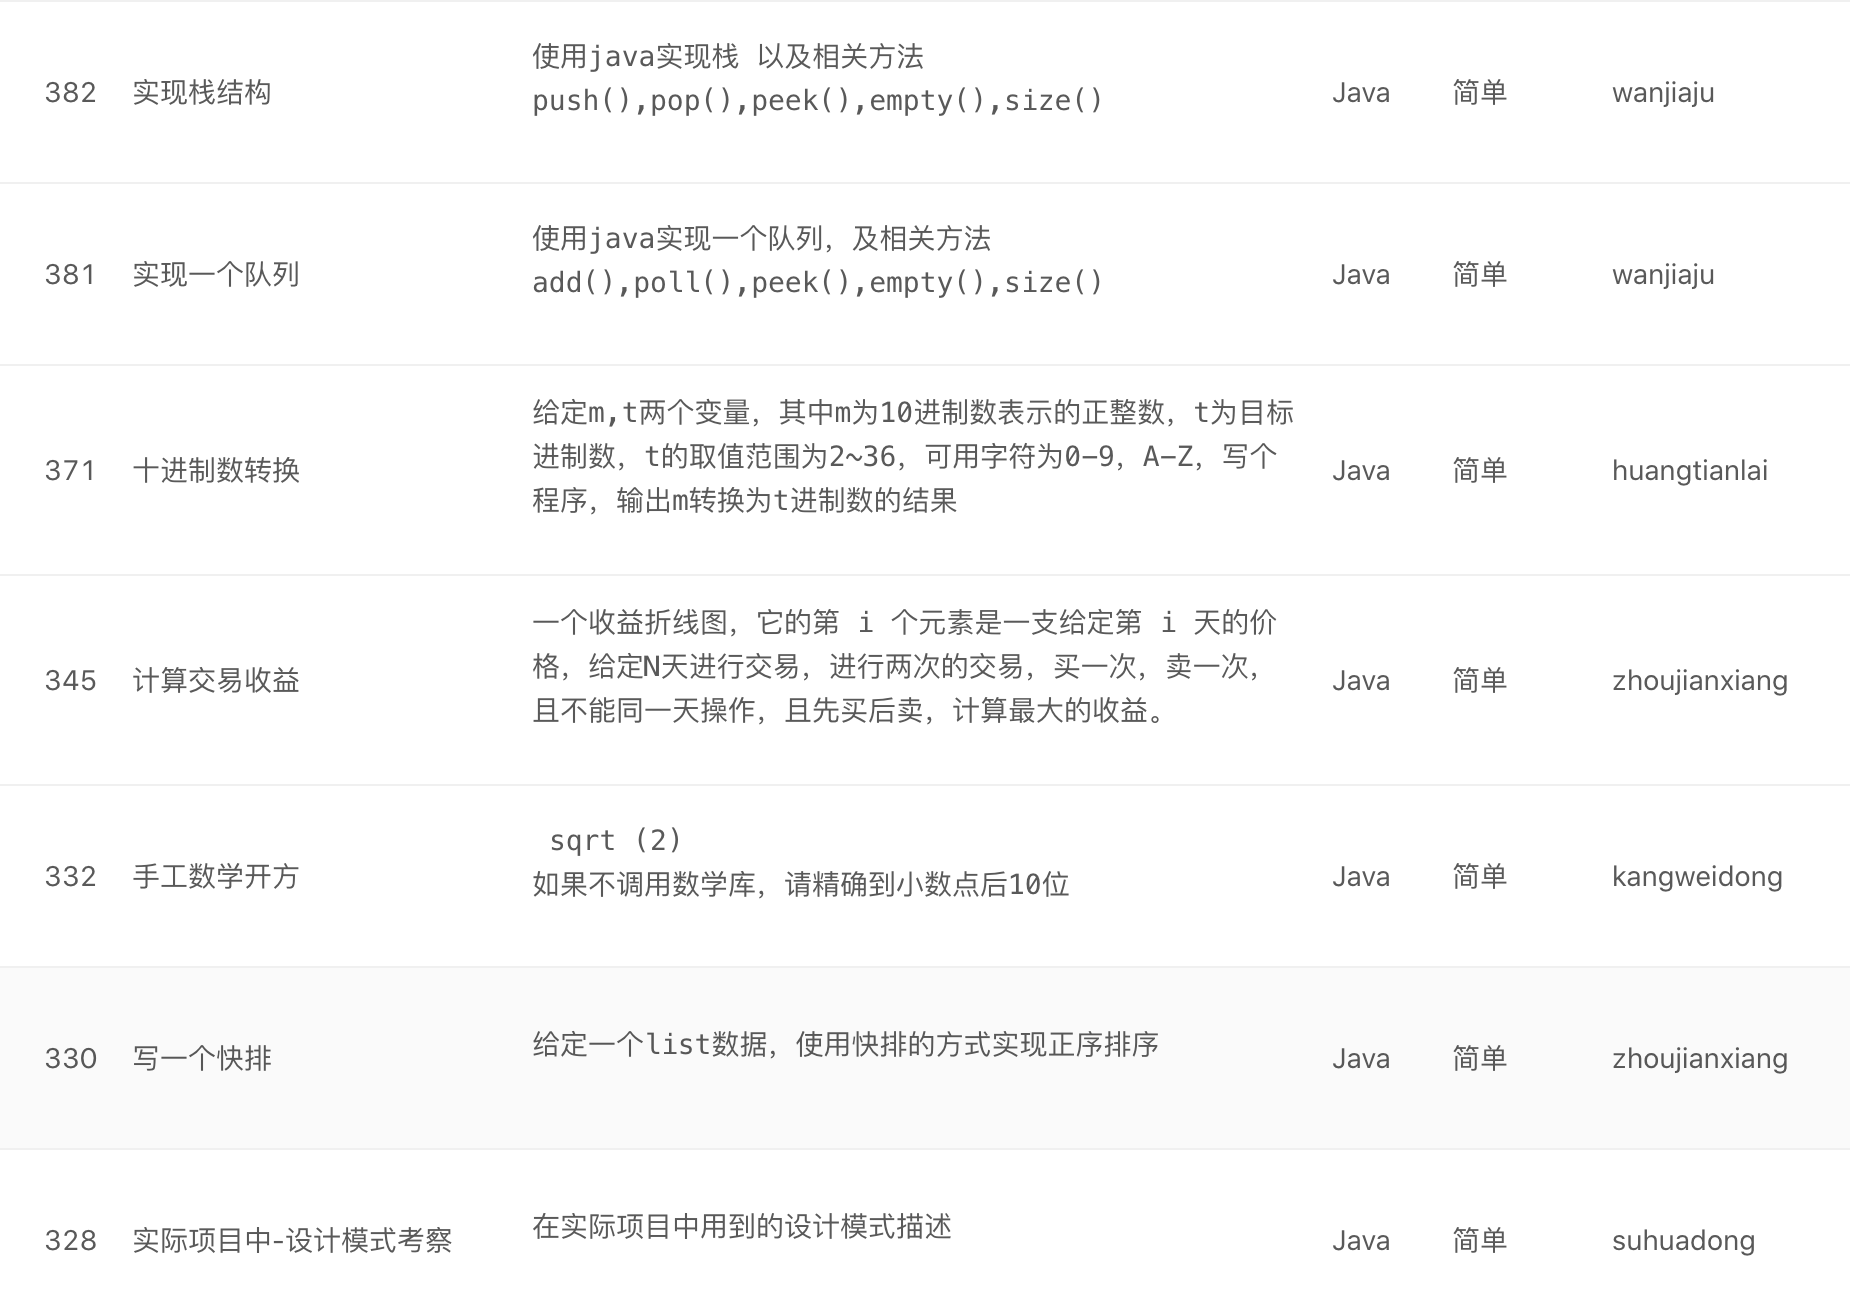 382 实现栈结构 使用java实现栈 以及相关方法 Java 简单 wanjiaju
push(),pop(),peek(),empty(),size()
381 实现一个队列 使用java实现一个队列，及相关方法 Java 简单 wanjiaju
add(),poll(),peek(),empty(),size()
371 十进制数转换 给定m,t两个变量，其中m为10进制数表示的正整数，t为目标 Java 简单 huangtianlai
进制数，t的取值范围为2~36，可用字符为0—9，A—Z，写个
程序，输出m转换为t进制数的结果
345 计算交易收益 一个收益折线图，它的第 i 个元素是一支给定第 i 天的价 Java 简单 zhoujianxiang
格，给定N天进行交易，进行两次的交易，买一次，卖一次，
且不能同一天操作，且先买后卖，计算最大的收益。
332 手工数学开方 sqrt (2) Java 简单 kangweidong
如果不调用数学库，请精确到小数点后10位
330 写一个快排 给定一个list数据，使用快排的方式实现正序排序 Java 简单 zhoujianxiang
328 实际项目中-设计模式考察 在实际项目中用到的设计模式描述 Java 简单 suhuadong